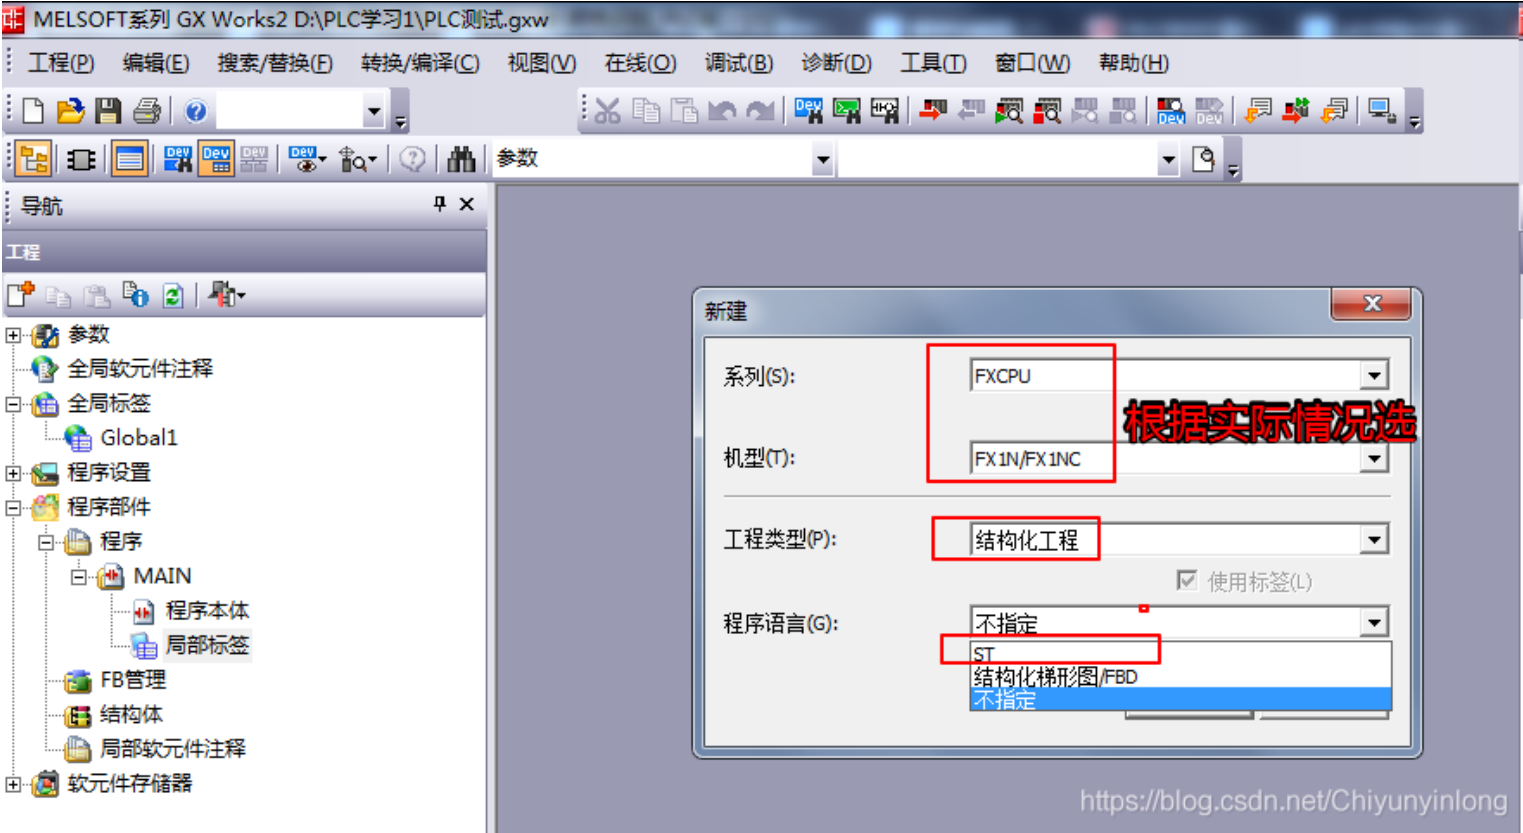 MELSOFT系列 GX Works2 D:\PLC学习1\PLC测试.gxw
工程(P) 编辑(E) 搜索/替换(F) 转换/编译(C) 视图(V) 在线(O) 调试(B) 诊断(D) 工具(T) 窗口(W) 帮助(H)
参数
导航
工程
参数
全局软元件注释
全局标签
Global1
程序设置
程序部件
程序
MAIN
程序本体
局部标签
FB管理
结构体
局部软元件注释
软元件存储器
新建
系列(S): FXCPU
根据实际情况选
机型(T): FX1N/FX1NC
工程类型(P): 结构化工程
使用标签(L)
程序语言(G): 不指定
ST
结构化梯形图/FBD
不指定
https://blog.csdn.net/Chiyunyinlong